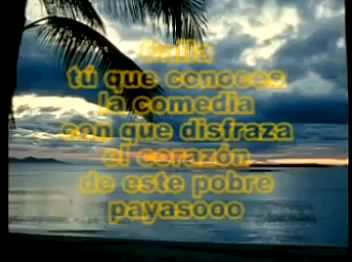 tú que conoces
la comedia
con que disfraza
el corazón
de este pobre
payasooo